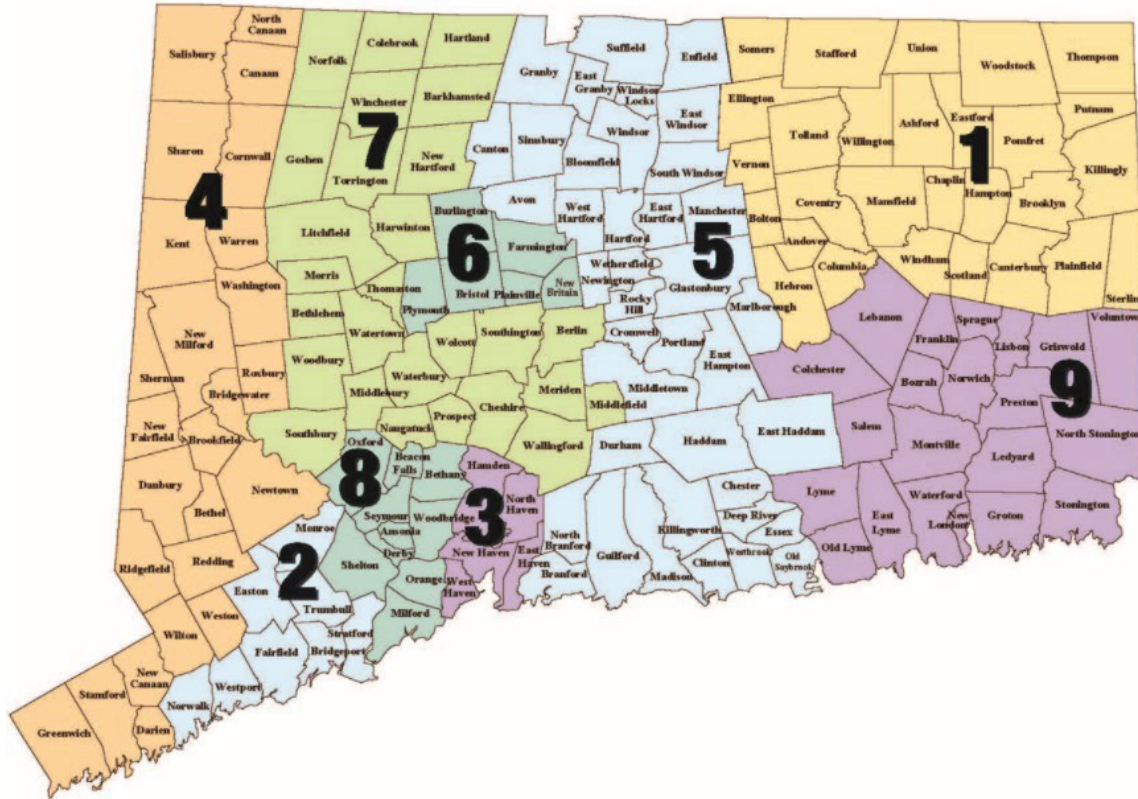 North
Canaan
Salisbury
Canaan
Norfolk
Colebrook
Hartland
Suffield
Enfield
Granby
East
Granby
Windsor
Locks
Somers
Stafford
Union
Woodstock
Thompson
Winchester
Barkhamsted
Ellington
East
Windsor
Windsor
Simsbury
Canton
Bloomfield
South Windsor
Tolland
Willington
Ashford
Eastford
Pomfret
Putnam
Killingly
Sharon
Cornwall
Goshen
Torrington
New
Hartford
Vernon
7
1
4
Chaplin
Hampton
Brooklyn
Mansfield
Coventry
Avon
West
Hartford
Hartford
East
Hartford
Manchester
Bolton
Andover
Burlington
Harwinton
Litchfield
Kent
Warren
Farmington
6
5
Wethersfield
Newington
Glastonbury
Hebron
Columbia
Windham
Scotland
Canterbury
Plainfield
Sterlin
Morris
Washington
Thomaston
Plymouth
Bristol
Plainville
New
Britain
Rocky
Hill
Marlborough
Lebanon
Franklin
Sprague
Lisbon
Griswold
Voluntow
Bethlehem
Watertown
Wolcott
Southington
Berlin
Cromwell
Portland
East
Hampton
Colchester
Bozrah
Norwich
Preston
9
New
Milford
Sherman
Roxbury
Bridgewater
Woodbury
Waterbury
Middlebury
Meriden
Middlefield
Middletown
Cheshire
Prospect
Naugatuck
Southbury
Wallingford
Durham
Haddam
East Haddam
Salem
Montville
North Stonington
Ledyard
New
Fairfield
Brookfield
Oxford
Beacon
Falls
Bethany
Hamden
North
Haven
Danbury
Bethel
Newtown
8
3
Seymour
Woodbridge
Ansonia
Derby
Chester
Deep River
Essex
Lyme
Waterford
East
Lyme
New
London
Groton
Stonington
Old Lyme
Monroe
New Haven
East
Haven
North
Branford
Branford
Guilford
Killingworth
Madison
Clinton
Westbrook
Old
Saybrook
Ridgefield
Redding
2
Shelton
Orange
West
Haven
Easton
Trumbull
Milford
Weston
Wilton
Stratford
Bridgeport
Fairfield
New
Canaan
Stamford
Westport
Norwalk
Greenwich
Darien